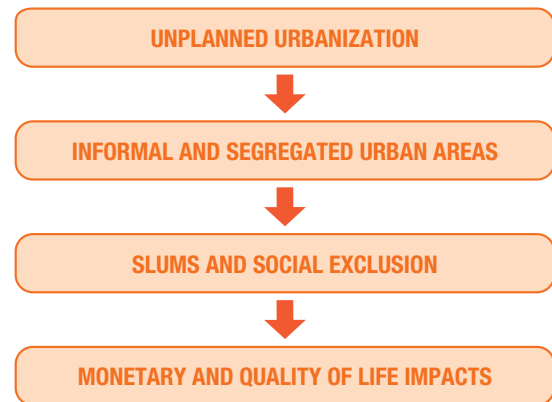 UNPLANNED URBANIZATION
INFORMAL AND SEGREGATED URBAN AREAS
SLUMS AND SOCIAL EXCLUSION
MONETARY AND QUALITY OF LIFE IMPACTS